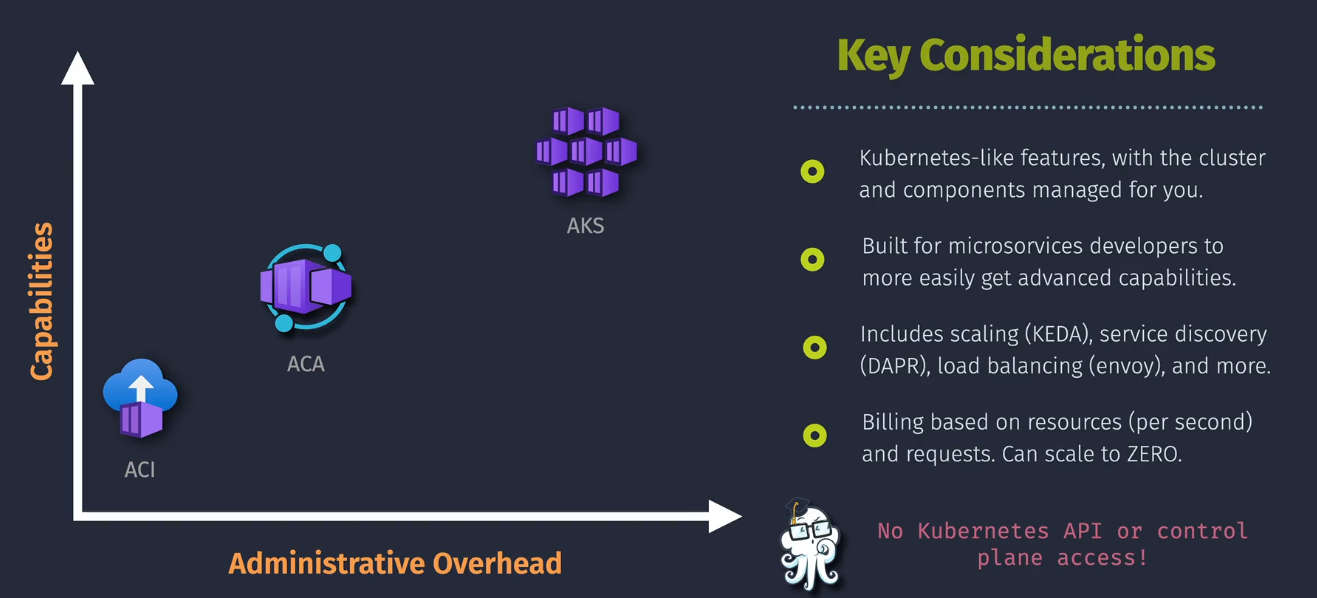 Key Considerations
Kubernetes-like features, with the cluster
and components managed for you.
Built for microsorvices developers to
more easily get advanced capabilities.
Includes scaling (KEDA), service discovery
(DAPR), load balancing (envoy), and more.
Billing based on resources (per second)
and requests. Can scale to ZERO.
No Kubernetes API or control
plane access!
Capabilities
AKS
ACA
ACI
Administrative Overhead